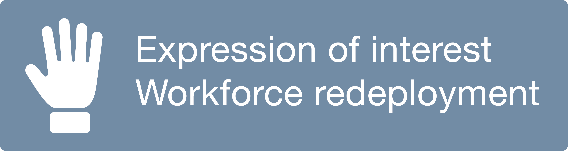 Expression of interest
Workforce redeployment